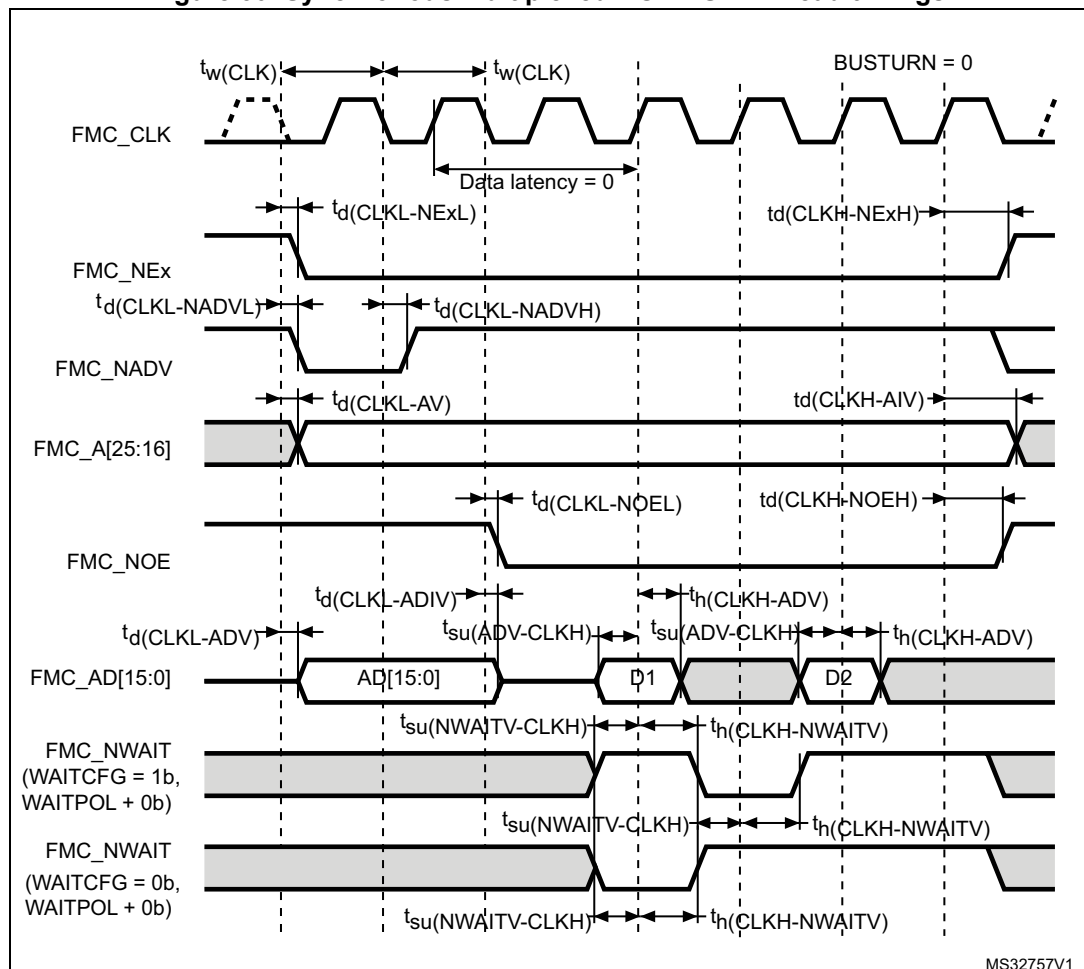 BUSTURN = 0
tw(CLK) tw(CLK)
FMC_CLK
Data latency = 0
td(CLKL-NExL) td(CLKH-NExH)
FMC_NEx
td(CLKL-NADVL) td(CLKL-NADVH)
FMC_NADV
td(CLKL-AV) td(CLKH-AIV)
FMC_A[25:16]
td(CLKL-NOEL) td(CLKH-NOEH)
FMC_NOE
td(CLKL-ADIV) th(CLKH-ADV)
td(CLKL-ADV) tsu(ADV-CLKH) tsu(ADV-CLKH) th(CLKH-ADV)
FMC_AD[15:0] AD[15:0] D1 D2
tsu(NWAITV-CLKH) th(CLKH-NWAITV)
FMC_NWAIT
(WAITCFG = 1b,
WAITPOL + 0b)
tsu(NWAITV-CLKH) th(CLKH-NWAITV)
FMC_NWAIT
(WAITCFG = 0b,
WAITPOL + 0b)
tsu(NWAITV-CLKH) th(CLKH-NWAITV)
MS32757V1